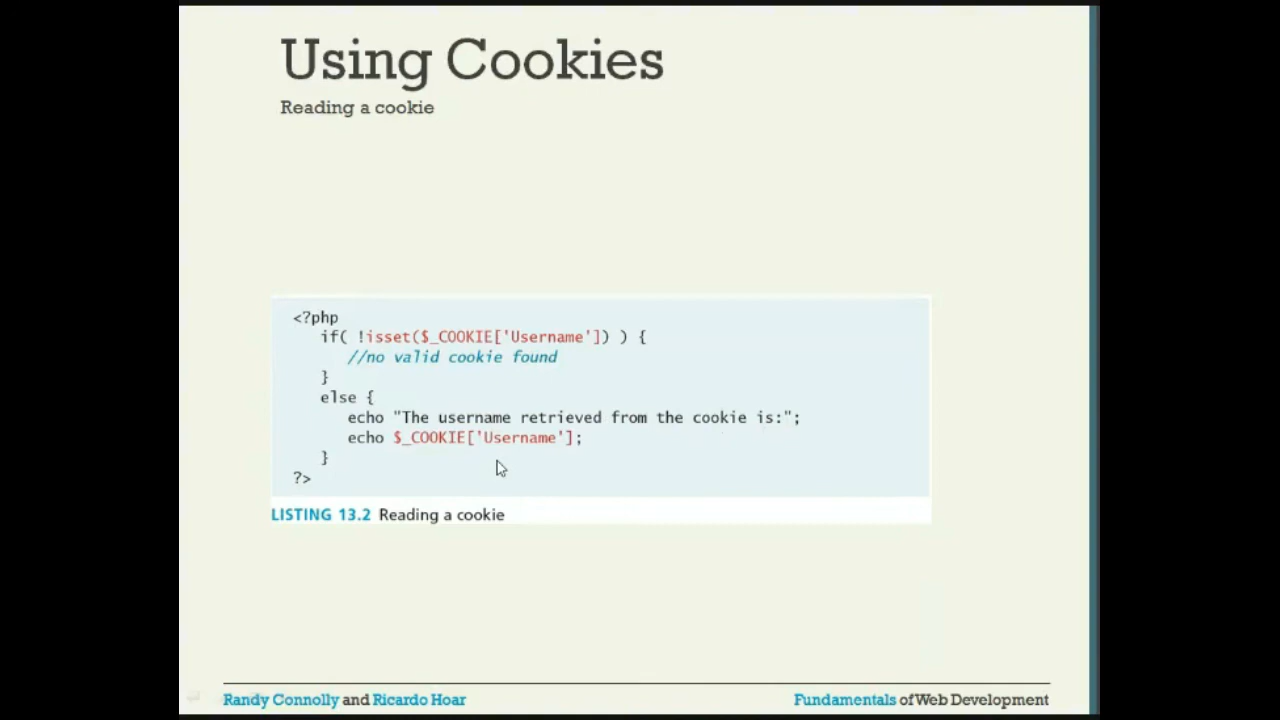 Using Cookies
Reading a cookie
<?php
if( !isset($_COOKIE['Username']) ) {
//no valid cookie found
}
else {
echo "The username retrieved from the cookie is:";
echo $_COOKIE['Username'];
}
?>
LISTING 13.2 Reading a cookie
Randy Connolly and Ricardo Hoar
Fundamentals of Web Development